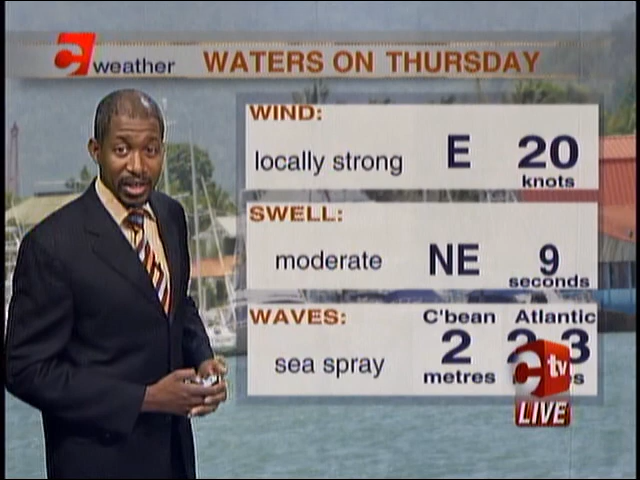 C weather WATERS ON THURSDAY
WIND:
locally strong E 20
knots
SWELL:
moderate NE 9
seconds
WAVES: C'bean Atlantic
sea spray 2 3
metres s
C tv
LIVE